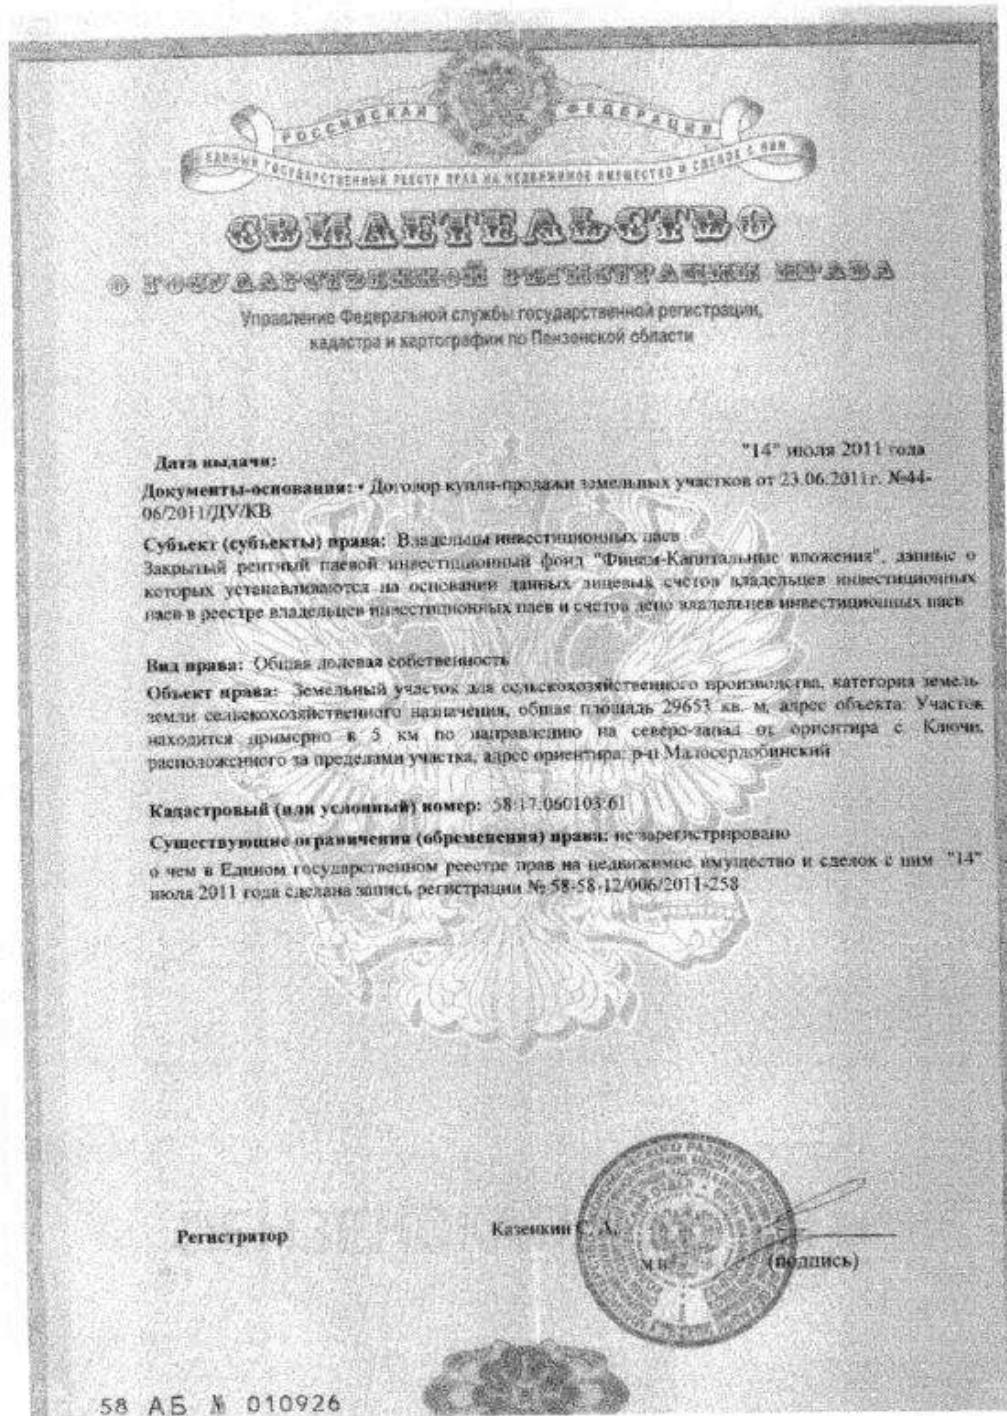 РОССИЙСКАЯ ФЕДЕРАЦИЯ
ЕДИНЫЙ ГОСУДАРСТВЕННЫЙ РЕЕСТР ПРАВ НА НЕДВИЖИМОЕ ИМУЩЕСТВО И СДЕЛОК С НИМ
СВИДЕТЕЛЬСТВО
О ГОСУДАРСТВЕННОЙ РЕГИСТРАЦИИ ПРАВА
Управление Федеральной службы государственной регистрации,
кадастра и картографии по Пензенской области
Дата выдачи: "14" июля 2011 года
Документы-основания: • Договор купли-продажи земельных участков от 23.06.2011г. №44-
06/2011/ДУ/КВ
Субъект (субъекты) права: Владельцы инвестиционных паев
Закрытый рентный паевой инвестиционный фонд "Финам-Капитальные вложения", данные о
которых устанавливаются на основании данных лицевых счетов владельцев инвестиционных
паев в реестре владельцев инвестиционных паев и счетов депо владельцев инвестиционных паев
Вид права: Общая долевая собственность
Объект права: Земельный участок для сельскохозяйственного производства, категория земель:
земли сельскохозяйственного назначения, общая площадь 29653 кв. м, адрес объекта: Участок
находится примерно в 5 км по направлению на северо-запад от ориентира с. Ключи,
расположенного за пределами участка, адрес ориентира: р-н Малосердобинский
Кадастровый (или условный) номер: 58:17:060103:61
Существующие ограничения (обременения) права: не зарегистрировано
о чем в Едином государственном реестре прав на недвижимое имущество и сделок с ним "14"
июля 2011 года сделана запись регистрации № 58-58-12/006/2011-258
Регистратор Казенкин С. А.
М.П. (подпись)
58 АБ № 010926